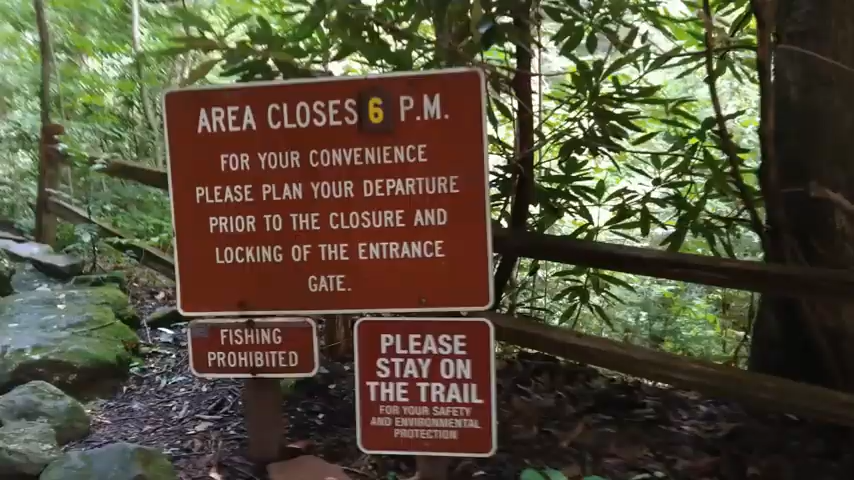 AREA CLOSES 6 P.M.
FOR YOUR CONVENIENCE
PLEASE PLAN YOUR DEPARTURE
PRIOR TO THE CLOSURE AND
LOCKING OF THE ENTRANCE
GATE.
FISHING
PROHIBITED
PLEASE
STAY ON
THE TRAIL
FOR YOUR SAFETY
AND ENVIRONMENTAL
PROTECTION